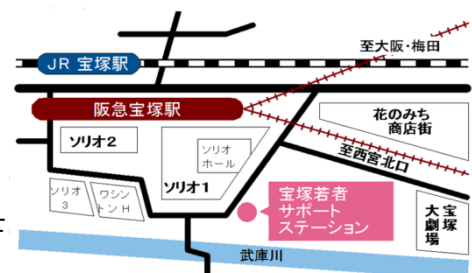 至大阪・梅田
JR 宝塚駅
阪急宝塚駅
花のみち
商店街
ソリオ2
ソリオ
ホール
至西宮北口
ソリオ1
ソリオ
3
ワシン
トンH
宝塚若者
サポート
ステーション
宝塚
大劇場
武庫川